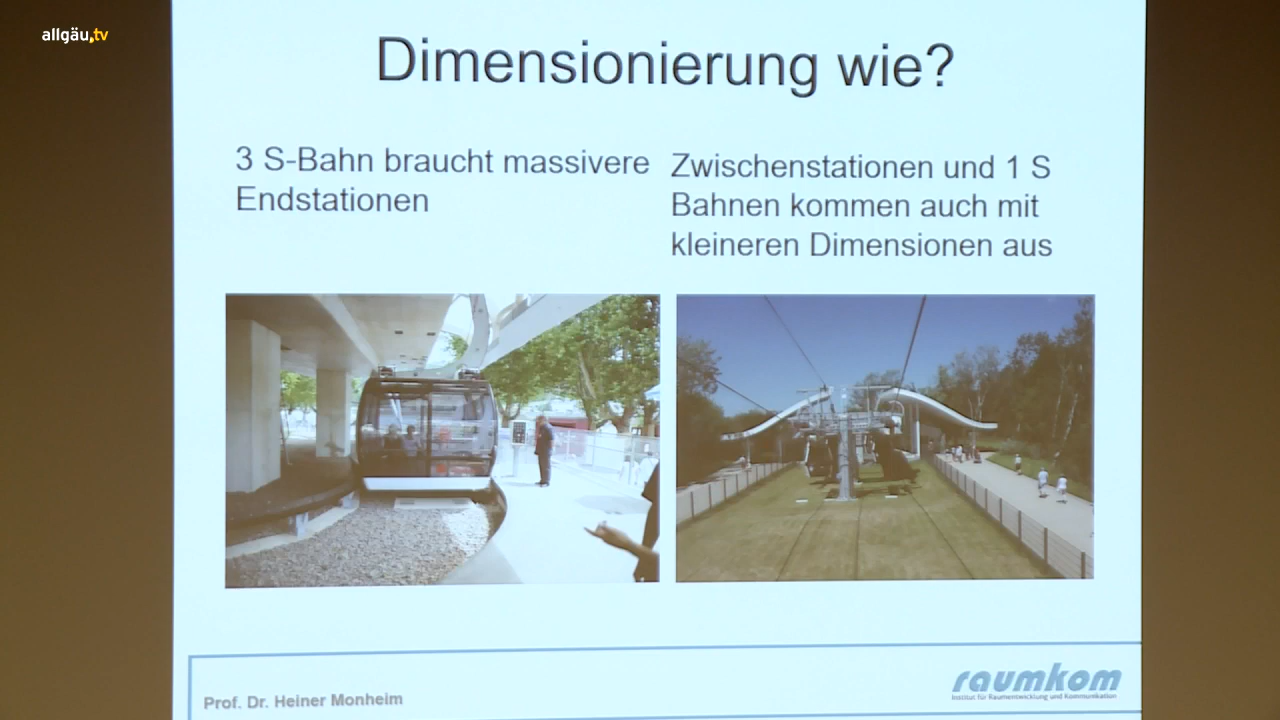 allgäu.tv
Dimensionierung wie?
3 S-Bahn braucht massivere
Endstationen
Zwischenstationen und 1 S
Bahnen kommen auch mit
kleineren Dimensionen aus
Prof. Dr. Heiner Monheim
raumkom
Institut für Raumentwicklung und Kommunikation